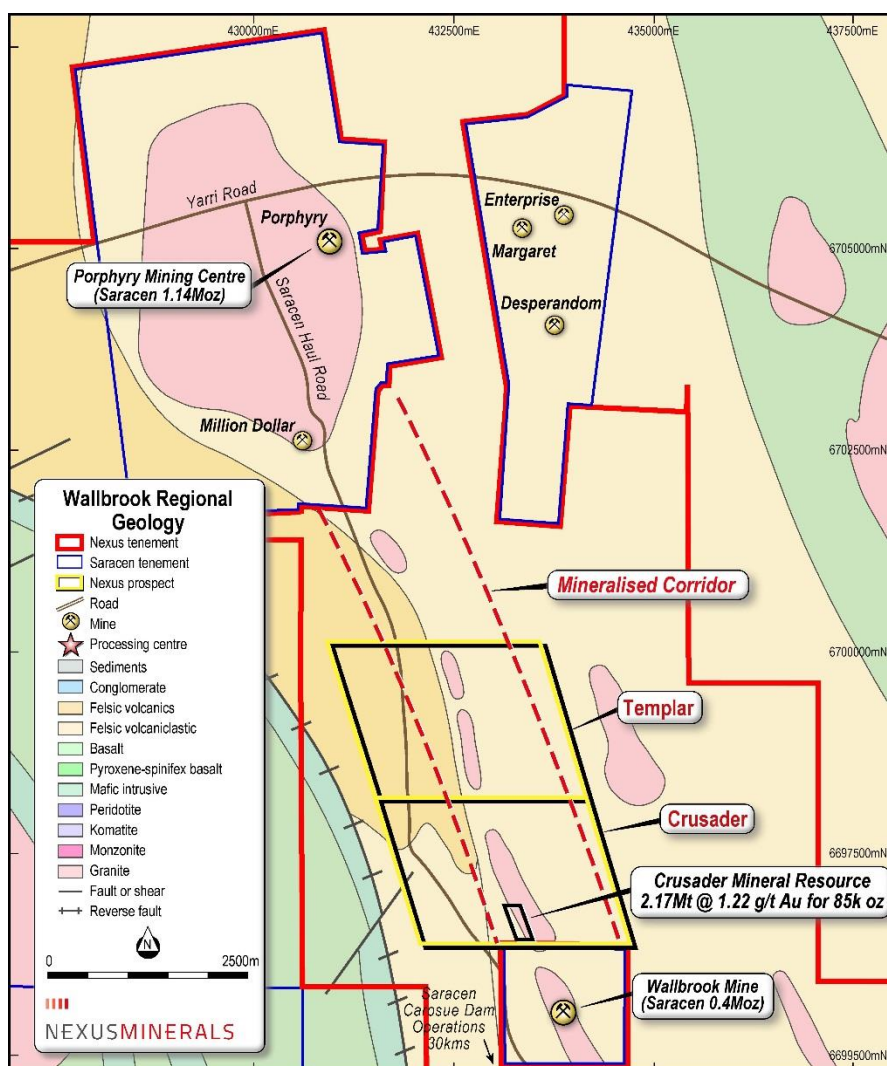 430000mE
432500mE
435000mE
437500mE
Yarri Road
Porphyry
Enterprise
Margaret
6705000mN
Porphyry Mining Centre
(Saracen 1.14Moz)
Saracen Haul Road
Desperandom
Million Dollar
6702500mN
Wallbrook Regional
Geology
Nexus tenement
Saracen tenement
Nexus prospect
Road
Mine
Processing centre
Sediments
Conglomerate
Felsic volcanics
Felsic volcaniclastic
Basalt
Pyroxene-spinifex basalt
Mafic intrusive
Peridotite
Komatite
Monzonite
Granite
Fault or shear
Reverse fault
N
0
2500m
NEXUSMINERALS
Mineralised Corridor
6700000mN
Templar
Crusader
6697500mN
Crusader Mineral Resource
2.17Mt @ 1.22 g/t Au for 85k oz
Wallbrook Mine
(Saracen 0.4Moz)
Saracen
Carosue Dam
Operations
30kms
6699500mN